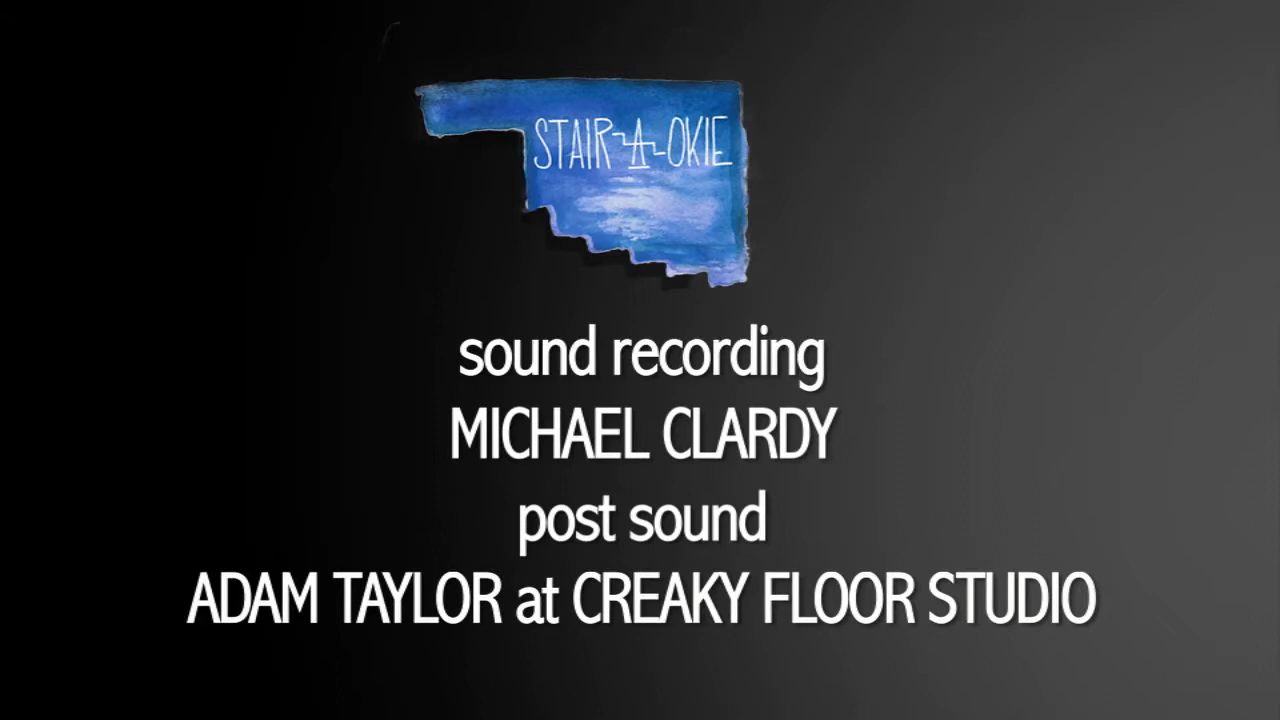 STAIR-A-OKIE
sound recording
MICHAEL CLARDY
post sound
ADAM TAYLOR at CREAKY FLOOR STUDIO